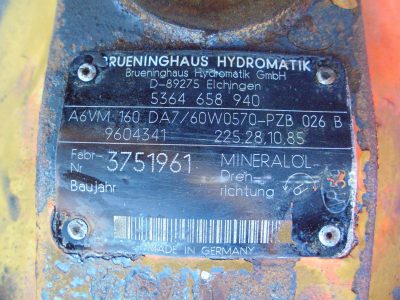 BRUENINGHAUS HYDROMATIK
Brueninghaus Hydromatik GmbH
D-89275 Elchingen
5364 658 940
A6VM 160 DA7/60W0570-PZB 026 B
9604341 225.28,10,85
Fabr- Nr 3751961 MINERALÖL
Baujahr Dreh- richtung
MADE IN GERMANY